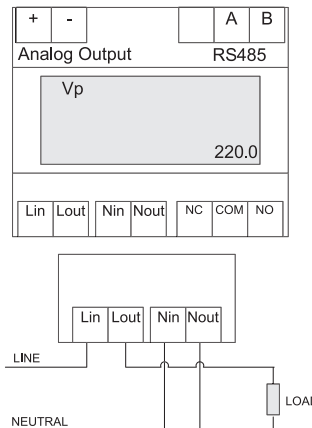 + - A B
Analog Output RS485
Vp
220.0
Lin Lout Nin Nout NC COM NO
Lin Lout Nin Nout
LINE
NEUTRAL